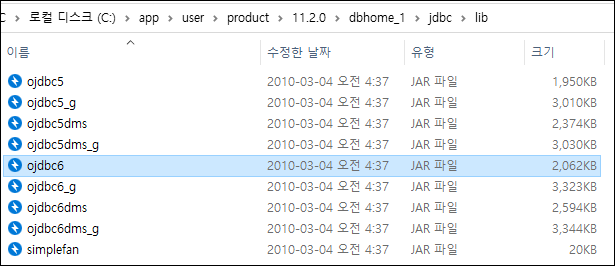 C > 로컬 디스크 (C:) > app > user > product > 11.2.0 > dbhome_1 > jdbc > lib
이름 수정한 날짜 유형 크기
ojdbc5 2010-03-04 오전 4:37 JAR 파일 1,950KB
ojdbc5_g 2010-03-04 오전 4:37 JAR 파일 3,010KB
ojdbc5dms 2010-03-04 오전 4:37 JAR 파일 2,374KB
ojdbc5dms_g 2010-03-04 오전 4:37 JAR 파일 3,030KB
ojdbc6 2010-03-04 오전 4:37 JAR 파일 2,062KB
ojdbc6_g 2010-03-04 오전 4:37 JAR 파일 3,323KB
ojdbc6dms 2010-03-04 오전 4:37 JAR 파일 2,594KB
ojdbc6dms_g 2010-03-04 오전 4:37 JAR 파일 3,344KB
simplefan 2010-03-04 오전 4:37 JAR 파일 20KB